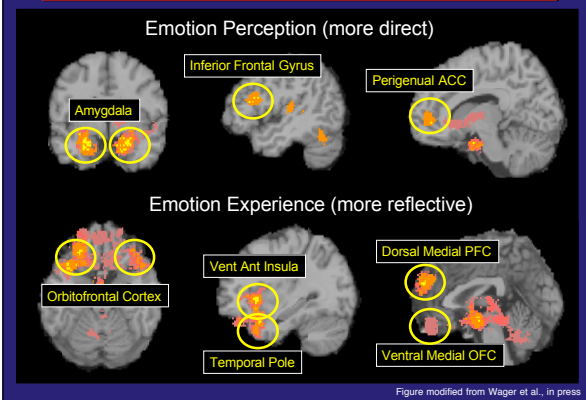 Emotion Perception (more direct)
Inferior Frontal Gyrus
Perigenual ACC
Amygdala
Emotion Experience (more reflective)
Dorsal Medial PFC
Vent Ant Insula
Orbitofrontal Cortex
Temporal Pole
Ventral Medial OFC
Figure modified from Wager et al., in press